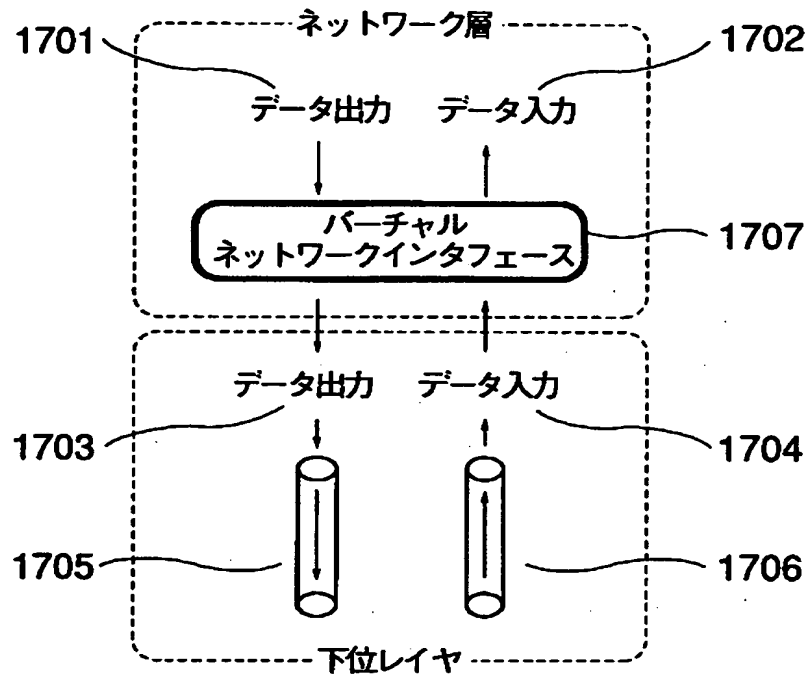 ネットワーク層
1701
1702
データ出力
データ入力
バーチャル
ネットワークインタフェース
1707
データ出力
データ入力
1703
1704
1705
1706
下位レイヤ